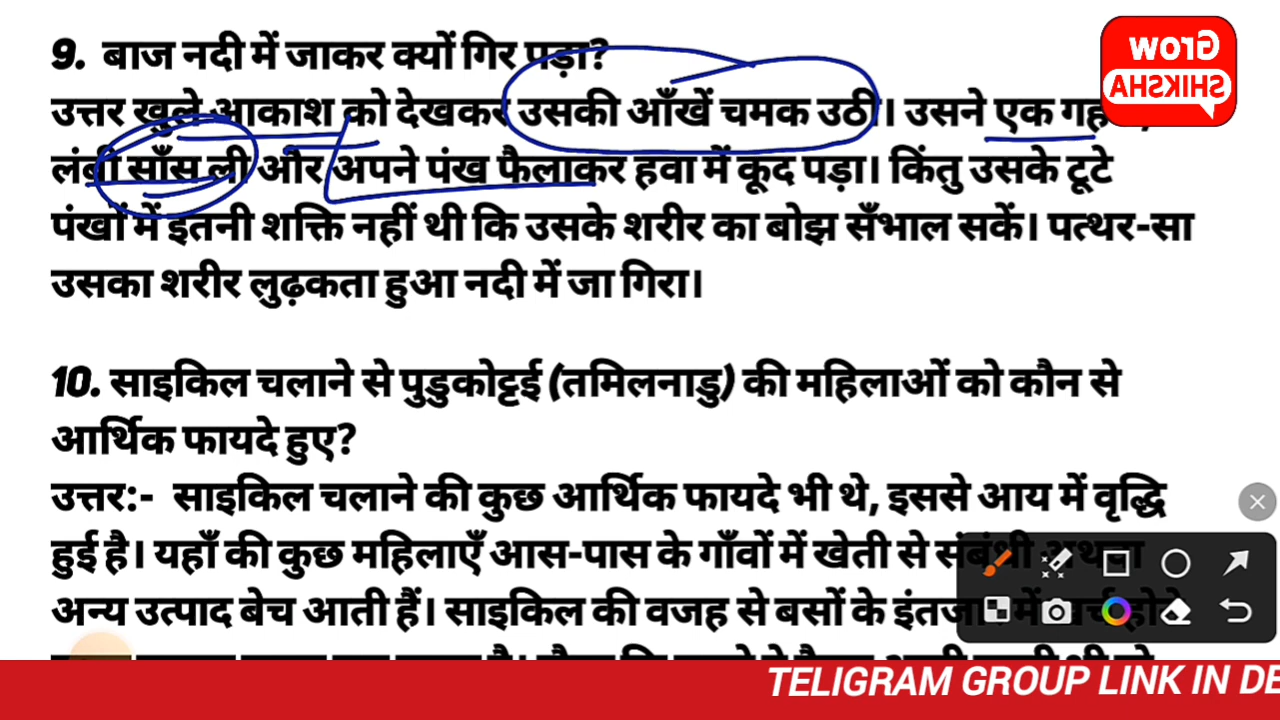 9. बाज नदी में जाकर क्यों गिर पड़ा?
Grow
SHIKSHA
उत्तर खुले आकाश को देखकर उसकी आँखें चमक उठी। उसने एक
लंबी साँस ली और अपने पंख फैलाकर हवा में कूद पड़ा। किंतु उसके टूटे
पंखों में इतनी शक्ति नहीं थी कि उसके शरीर का बोझ सँभाल सकें। पत्थर-सा
उसका शरीर लुढ़कता हुआ नदी में जा गिरा।
10. साइकिल चलाने से पुडुकोट्टई (तमिलनाडु) की महिलाओं को कौन से
आर्थिक फायदे हुए?
उत्तर:- साइकिल चलाने की कुछ आर्थिक फायदे भी थे, इससे आय में वृद्धि
हुई है। यहाँ की कुछ महिलाएँ आस-पास के गाँवों में खेती से संबंधी अथवा
अन्य उत्पाद बेच आती हैं। साइकिल की वजह से बसों के इंतजार में खर्च होने
TELIGRAM GROUP LINK IN DE